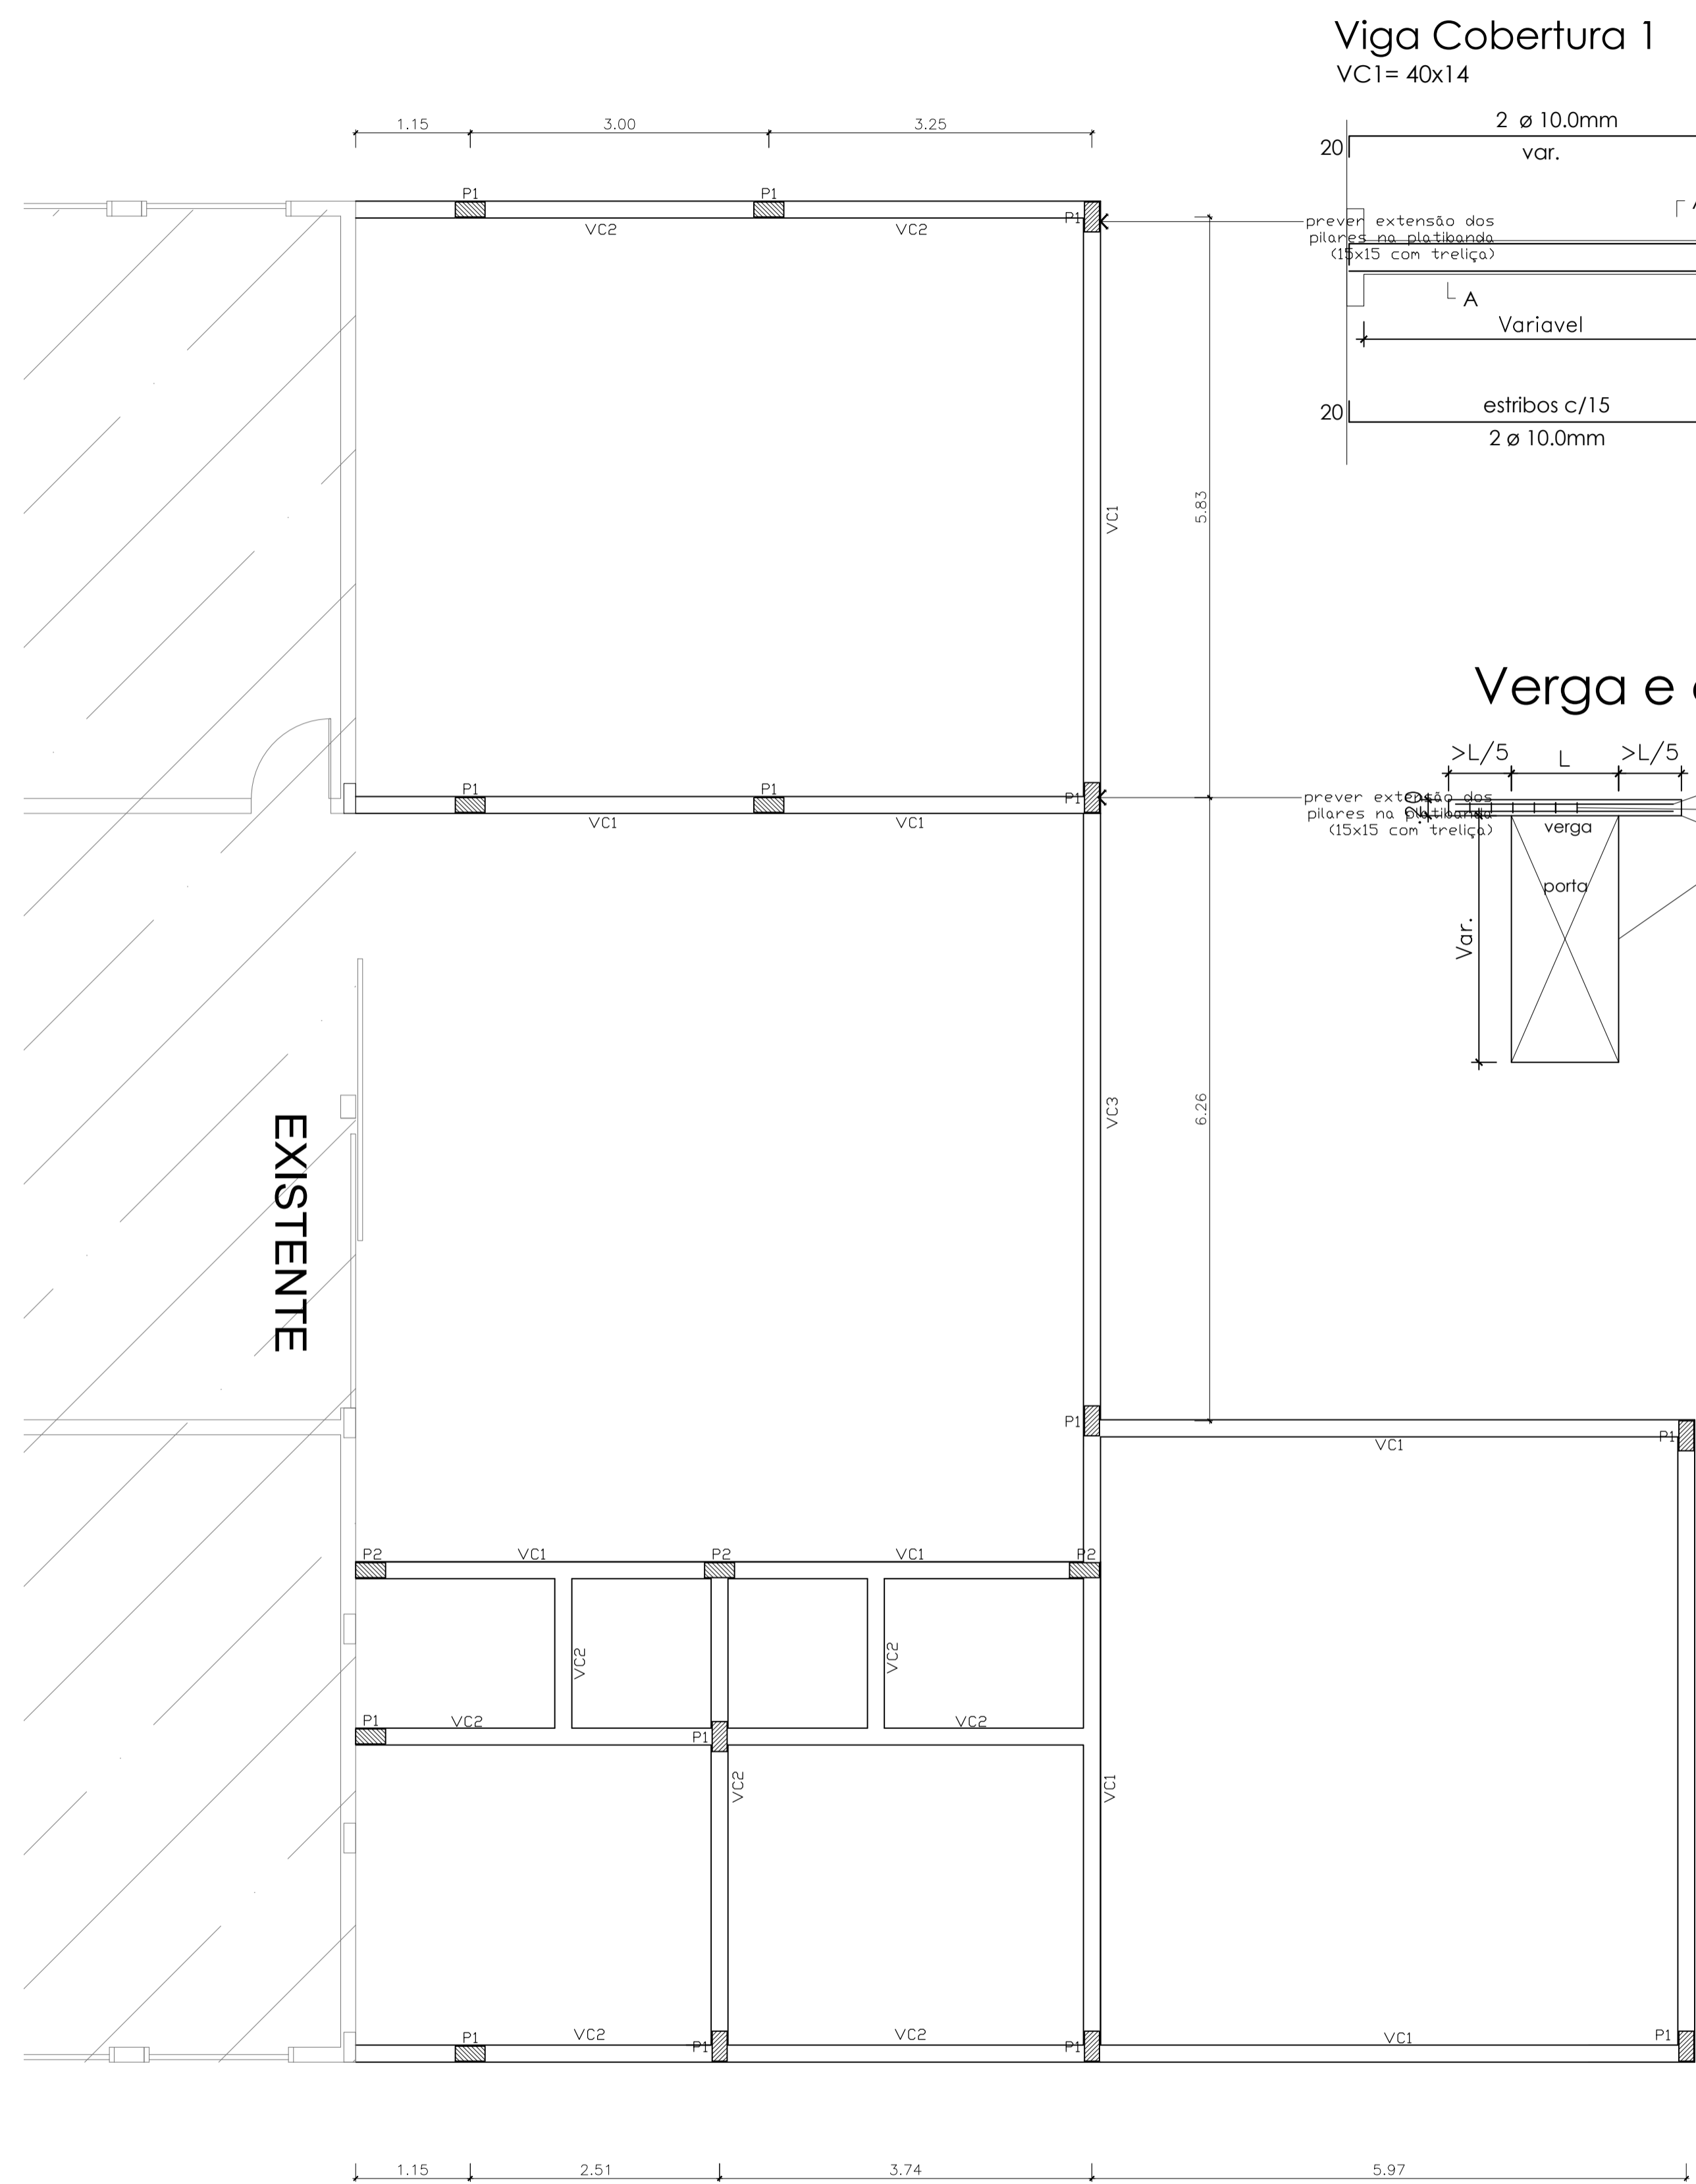 Viga Cobertura 1
VC1= 40x14
1.15
3.00
3.25
2 ø 10.0mm
20
var.
P1
P1
P1
VC2
VC2
prever extensão dos
pilares na platibanda
(15x15 com treliça)
A
Variavel
20
estribos c/15
2 ø 10.0mm
VC1
5.83
Verga e
>L/5
L
>L/5
P1
P1
P1
VC1
VC1
prever extensão dos
pilares na platibanda
(15x15 com treliça)
.20
verga
porta
Var.
EXISTENTE
VC3
6.26
P1
VC1
P1
P2
VC1
P2
VC1
P2
VC2
VC2
P1
VC2
P1
VC2
VC2
VC1
P1
VC2
P1
VC2
P1
VC1
P1
1.15
2.51
3.74
5.97